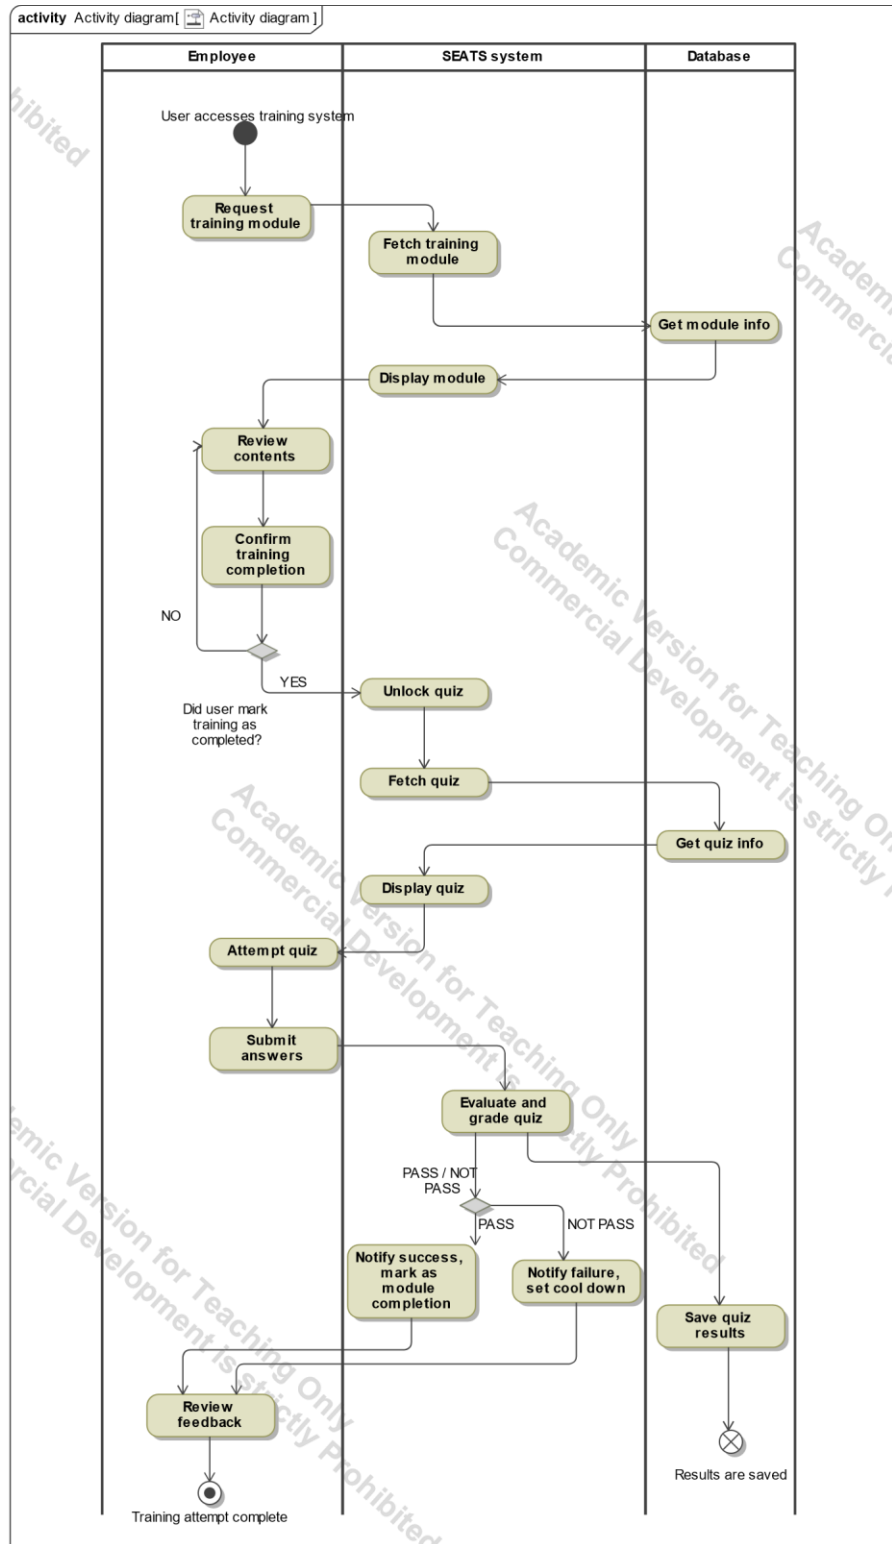 activity Activity diagram[ Activity diagram ]
Employee
SEATS system
Database
User accesses training system
Request
training module
Fetch training
module
Get module info
Display module
Review
contents
Confirm
training
completion
NO
YES
Did user mark
training as
completed?
Unlock quiz
Fetch quiz
Get quiz info
Display quiz
Attempt quiz
Submit
answers
Evaluate and
grade quiz
PASS / NOT
PASS
PASS
NOT PASS
Notify success,
mark as
module
completion
Notify failure,
set cool down
Save quiz
results
Review
feedback
Results are saved
Training attempt complete
Academic Version for Teaching Only
Commercial Development is strictly Prohibited